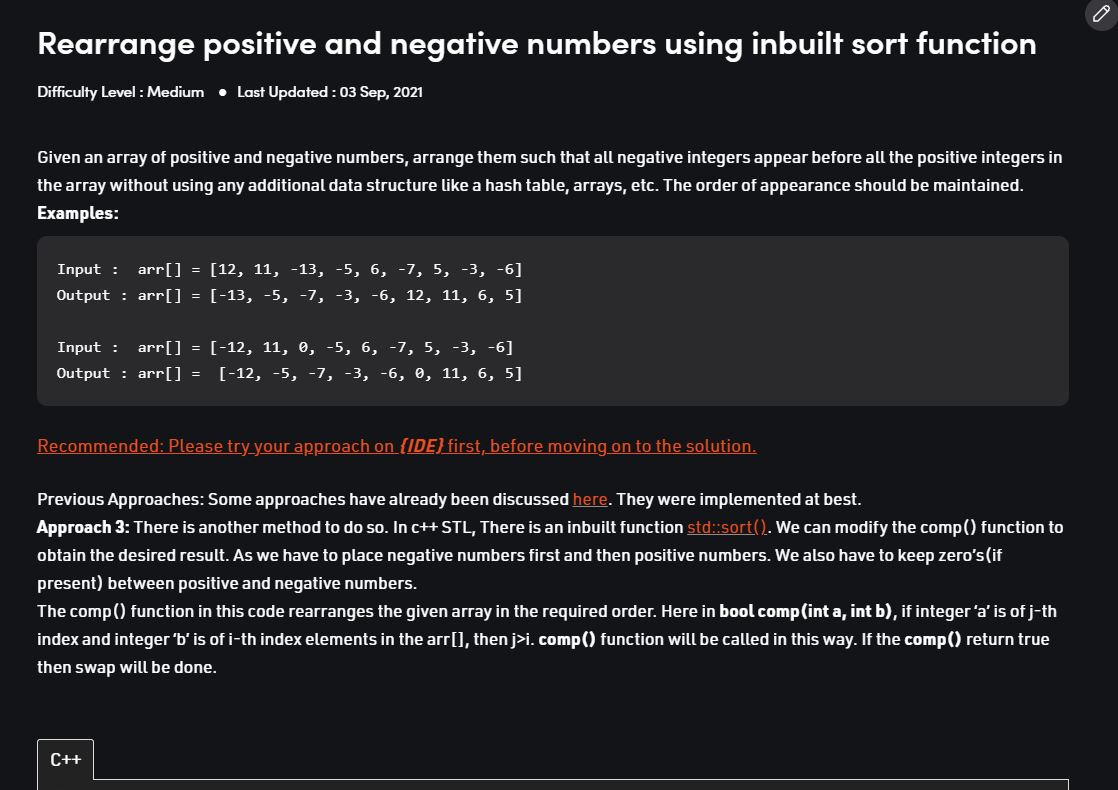 Rearrange positive and negative numbers using inbuilt sort function
Difficulty Level : Medium ● Last Updated : 03 Sep, 2021
Given an array of positive and negative numbers, arrange them such that all negative integers appear before all the positive integers in
the array without using any additional data structure like a hash table, arrays, etc. The order of appearance should be maintained.
Examples:
Input :  arr[] = [12, 11, -13, -5, 6, -7, 5, -3, -6]
Output : arr[] = [-13, -5, -7, -3, -6, 12, 11, 6, 5]
Input :  arr[] = [-12, 11, 0, -5, 6, -7, 5, -3, -6]
Output : arr[] =  [-12, -5, -7, -3, -6, 0, 11, 6, 5]
Recommended: Please try your approach on {IDE} first, before moving on to the solution.
Previous Approaches: Some approaches have already been discussed here. They were implemented at best.
Approach 3: There is another method to do so. In c++ STL, There is an inbuilt function std::sort(). We can modify the comp() function to
obtain the desired result. As we have to place negative numbers first and then positive numbers. We also have to keep zero's(if
present) between positive and negative numbers.
The comp() function in this code rearranges the given array in the required order. Here in bool comp(int a, int b), if integer 'a' is of j-th
index and integer 'b' is of i-th index elements in the arr[], then j>i. comp() function will be called in this way. If the comp() return true
then swap will be done.
C++